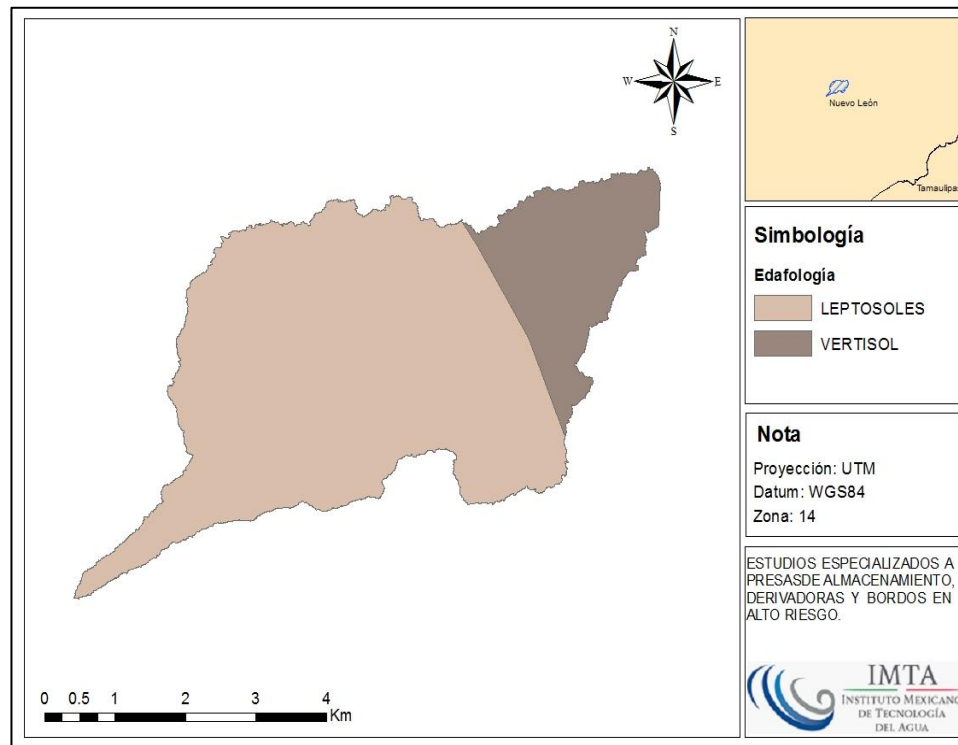 N
W E
S
0 0.5 1 2 3 4
Km
Nuevo León
Tamaulipas
Simbología
Edafología
LEPTOSOLES
VERTISOL
Nota
Proyección: UTM
Datum: WGS84
Zona: 14
ESTUDIOS ESPECIALIZADOS A
PRESASDE ALMACENAMIENTO,
DERIVADORAS Y BORDOS EN
ALTO RIESGO.
IMTA
INSTITUTO MEXICANO
DE TECNOLOGÍA
DEL AGUA